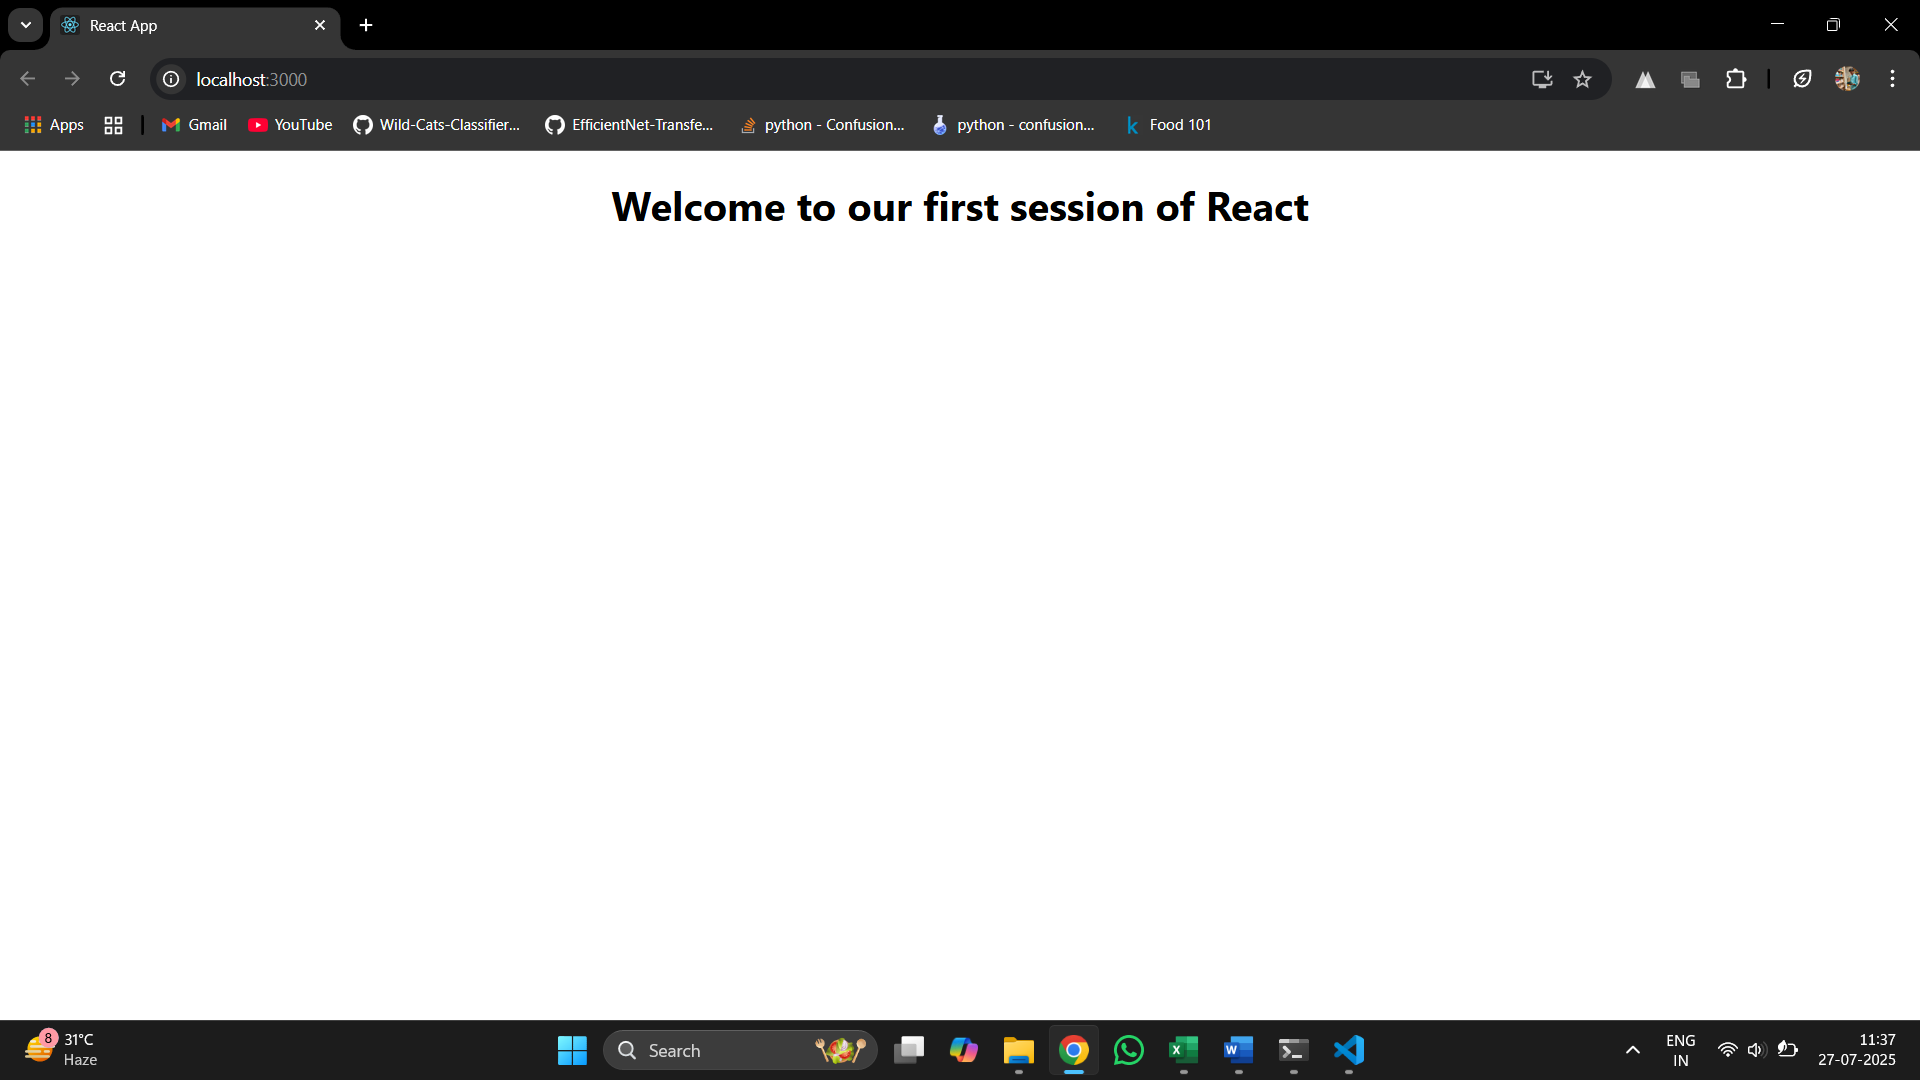 React App
localhost:3000
Apps
Gmail
YouTube
Wild-Cats-Classifier...
EfficientNet-Transfe...
python - Confusion...
python - confusion...
k Food 101
Welcome to our first session of React
8
31°C
Haze
Search
ENG
IN
11:37
27-07-2025